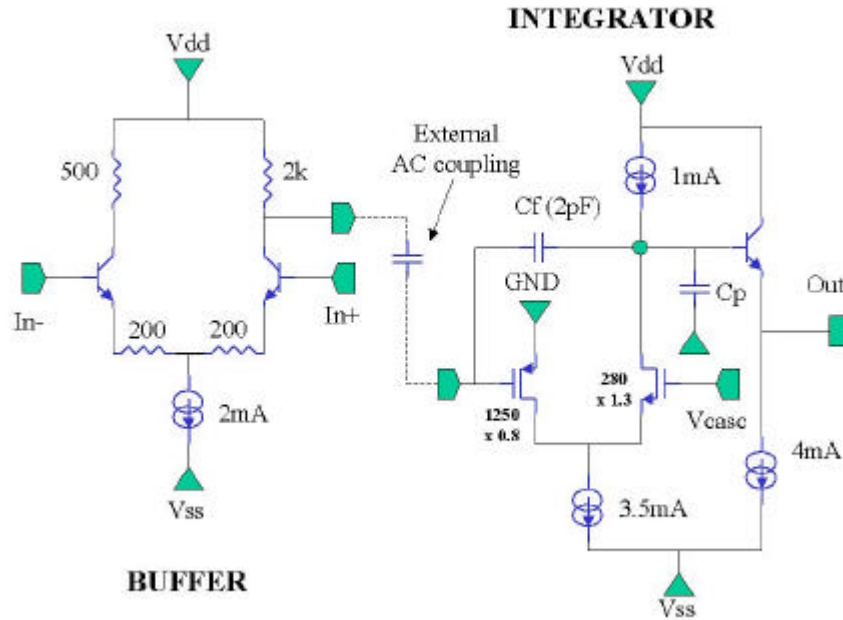 INTEGRATOR
Vdd
Vdd
External
AC coupling
500
2k
1mA
Cf (2pF)
GND
Cp
Out
In-
In+
200
200
280
x 1.3
1250
x 0.8
Vcasc
2mA
4mA
3.5mA
Vss
BUFFER
Vss